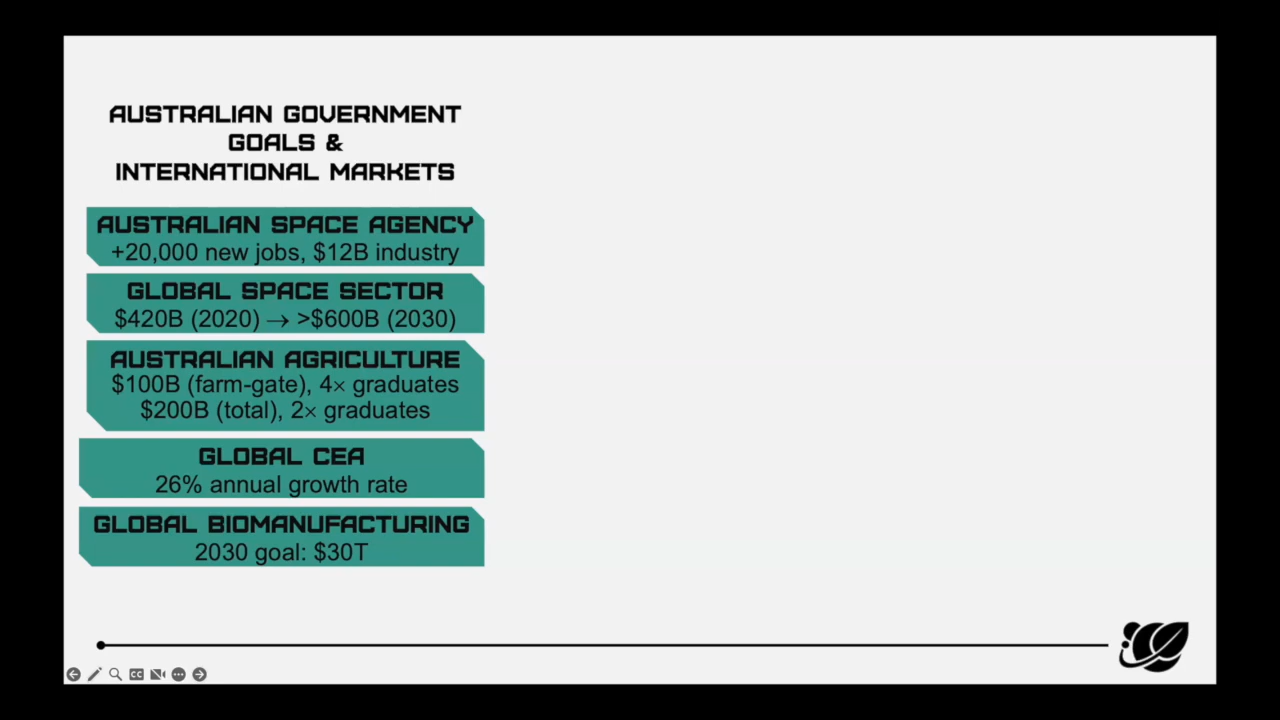 AUSTRALIAN GOVERNMENT
GOALS &
INTERNATIONAL MARKETS
AUSTRALIAN SPACE AGENCY
+20,000 new jobs, $12B industry
GLOBAL SPACE SECTOR
$420B (2020) → >$600B (2030)
AUSTRALIAN AGRICULTURE
$100B (farm-gate), 4× graduates
$200B (total), 2× graduates
GLOBAL CEA
26% annual growth rate
GLOBAL BIOMANUFACTURING
2030 goal: $30T
CC